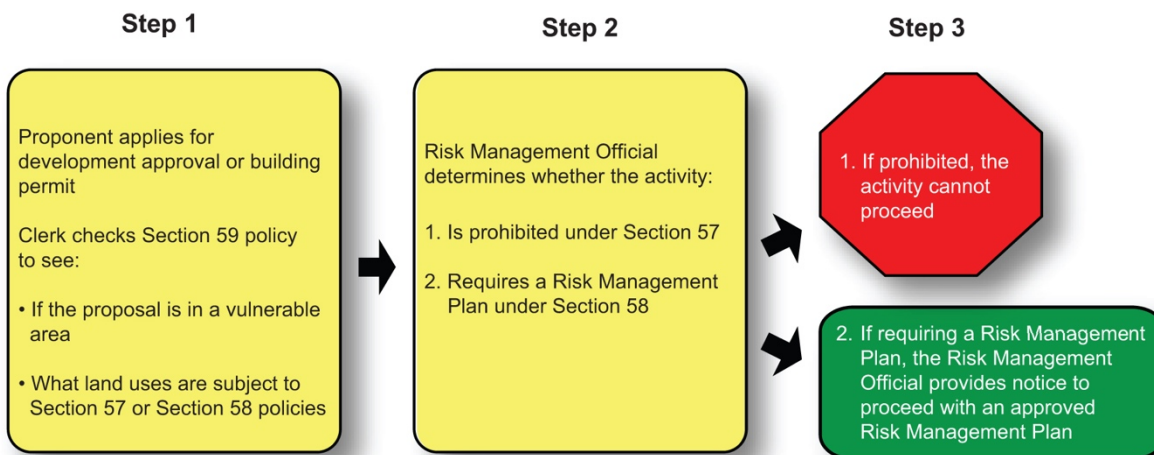 Step 1
Proponent applies for
development approval or building
permit
Clerk checks Section 59 policy
to see:
• If the proposal is in a vulnerable
area
• What land uses are subject to
Section 57 or Section 58 policies
Step 2
Risk Management Official
determines whether the activity:
1. Is prohibited under Section 57
2. Requires a Risk Management
Plan under Section 58
Step 3
1. If prohibited, the
activity cannot
proceed
2. If requiring a Risk Management
Plan, the Risk Management
Official provides notice to
proceed with an approved
Risk Management Plan